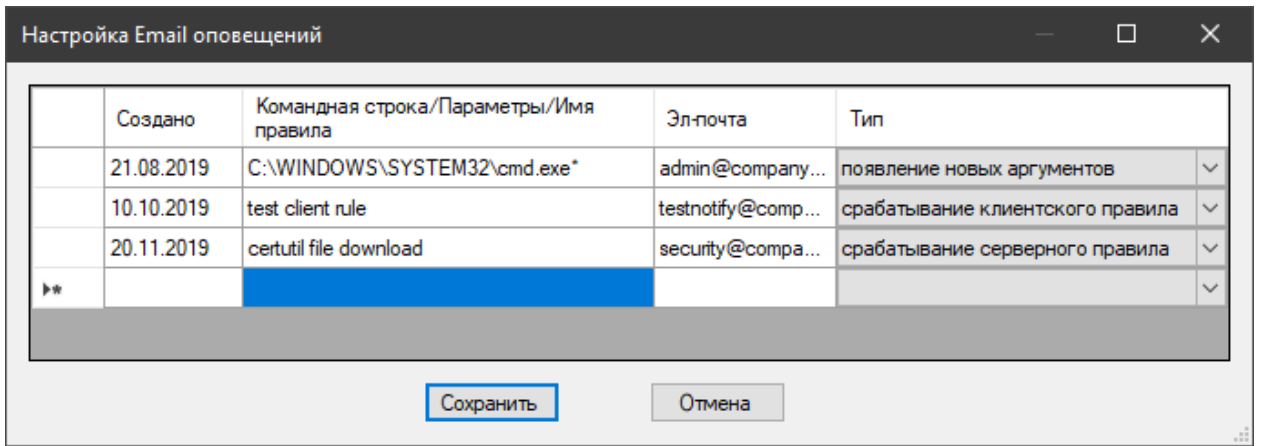 Настройка Email оповещений
Создано Командная строка/Параметры/Имя правила Эл-почта Тип
21.08.2019 C:\WINDOWS\SYSTEM32\cmd.exe* admin@company... появление новых аргументов
10.10.2019 test client rule testnotify@comp... срабатывание клиентского правила
20.11.2019 certutil file download security@compa... срабатывание серверного правила
Сохранить Отмена